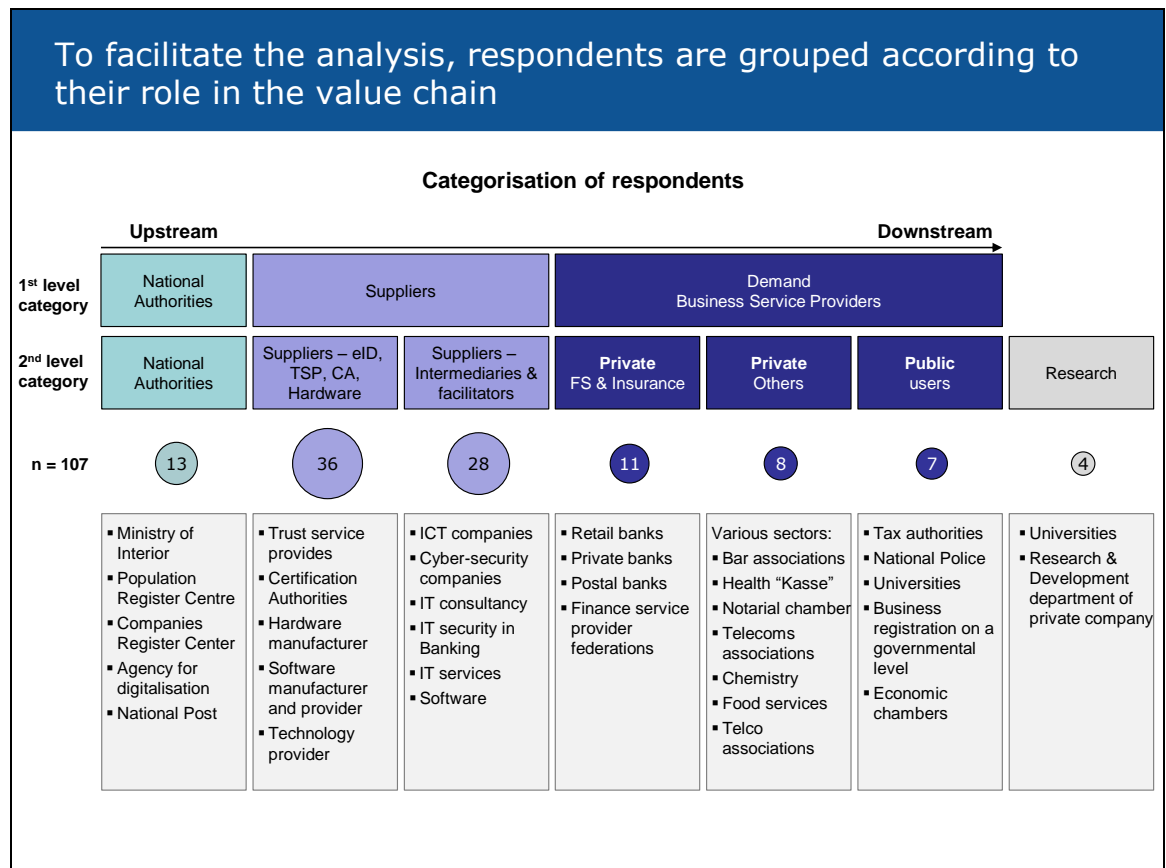 To facilitate the analysis, respondents are grouped according to
their role in the value chain
Categorisation of respondents
Upstream
Downstream
1st level
category
National
Authorities
Suppliers
Demand
Business Service Providers
2nd level
category
National
Authorities
Suppliers – eID,
TSP, CA,
Hardware
Suppliers –
Intermediaries &
facilitators
Private
FS & Insurance
Private
Others
Public
users
Research
n = 107
13
36
28
11
8
7
4
▪ Ministry of
Interior
▪ Population
Register Centre
▪ Companies
Register Center
▪ Agency for
digitalisation
▪ National Post
▪ Trust service
provides
▪ Certification
Authorities
▪ Hardware
manufacturer
▪ Software
manufacturer
and provider
▪ Technology
provider
▪ ICT companies
▪ Cyber-security
companies
▪ IT consultancy
▪ IT security in
Banking
▪ IT services
▪ Software
▪ Retail banks
▪ Private banks
▪ Postal banks
▪ Finance service
provider
federations
Various sectors:
▪ Bar associations
▪ Health “Kasse”
▪ Notarial chamber
▪ Telecoms
associations
▪ Chemistry
▪ Food services
▪ Telco
associations
▪ Tax authorities
▪ National Police
▪ Universities
▪ Business
registration on a
governmental
level
▪ Economic
chambers
▪ Universities
▪ Research &
Development
department of
private company